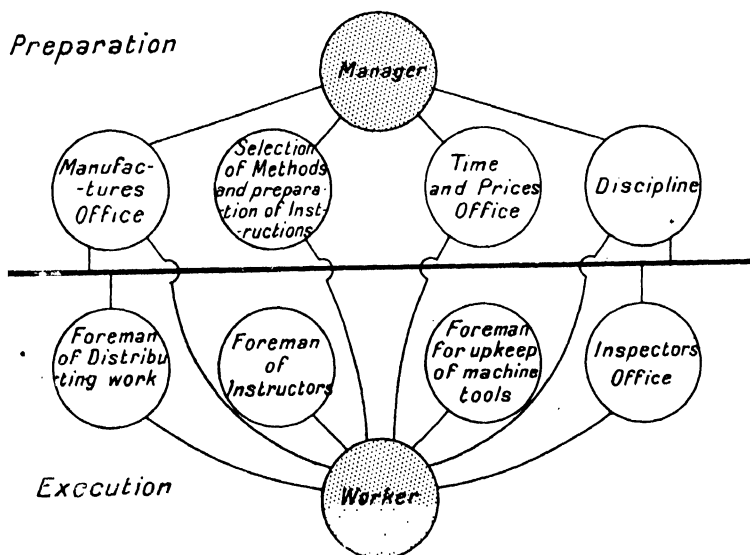 Preparation
Manager
Manufac-
-tures
Office
Selection
of Methods
and prepara-
-tion of Inst-
-ructions
Time
and Prices
Office
Discipline
Foreman
of Distribu
-ting work
Foreman
of
Instructors
Foreman
for upkeep
of machine
tools
Inspectors
Office
Execution
Worker